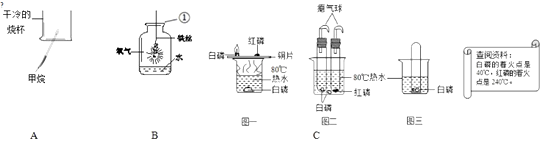 干冷的
烧杯
甲烷
A
①
铁丝
氧气
水
B
白磷
红磷
铜片
80℃
热水
白磷
图一
瘪气球
80℃热水
红磷
白磷
图二
C
白磷
图三
查阅资料:
白磷的着火点是
40℃,红磷的着火
点是240℃。